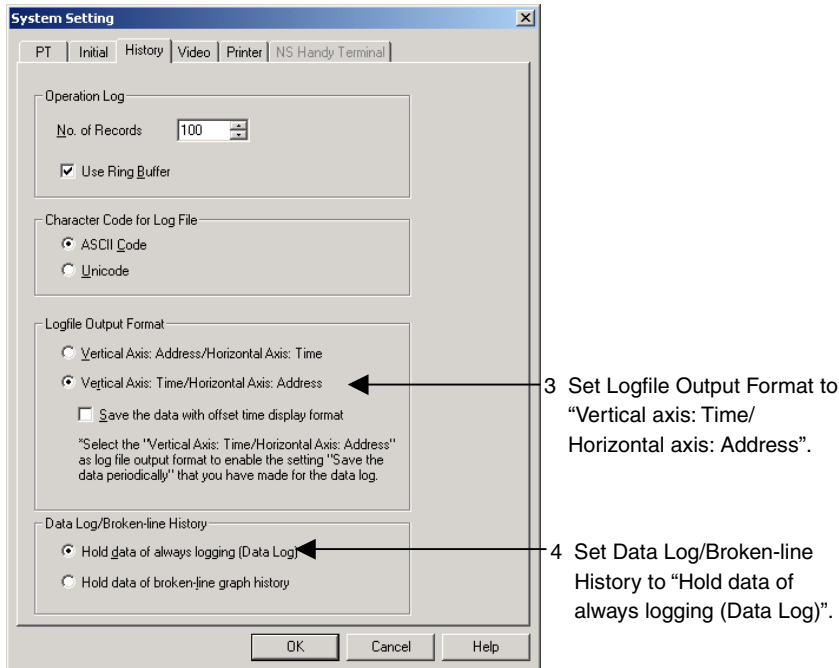 System Setting
PT Initial History Video Printer NS Handy Terminal
Operation Log
No. of Records 100
Use Ring Buffer
Character Code for Log File
ASCII Code
Unicode
Logfile Output Format
Vertical Axis: Address/Horizontal Axis: Time
Vertical Axis: Time/Horizontal Axis: Address
Save the data with offset time display format
*Select the "Vertical Axis: Time/Horizontal Axis: Address"
as log file output format to enable the setting "Save the
data periodically" that you have made for the data log.
Data Log/Broken-line History
Hold data of always logging (Data Log)
Hold data of broken-line graph history
OK Cancel Help
3 Set Logfile Output Format to
“Vertical axis: Time/
Horizontal axis: Address”.
4 Set Data Log/Broken-line
History to “Hold data of
always logging (Data Log)”.